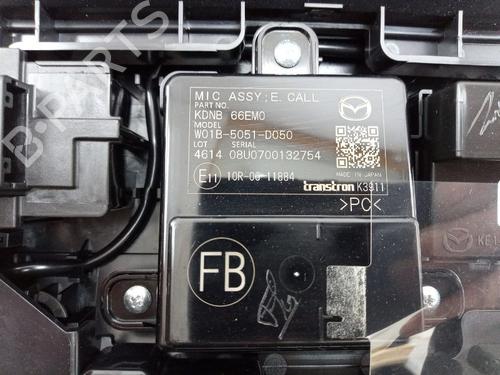 B-PARTS
MIC ASSY;E.CALL
PART NO.
KDNB 66EM0
MODEL
W01B-5051-D050
LOT SERIAL
4614 08U0700132754
MADE IN JAPAN
E11 10R-06-11884
transtron K3911
>PC<
FB
KE